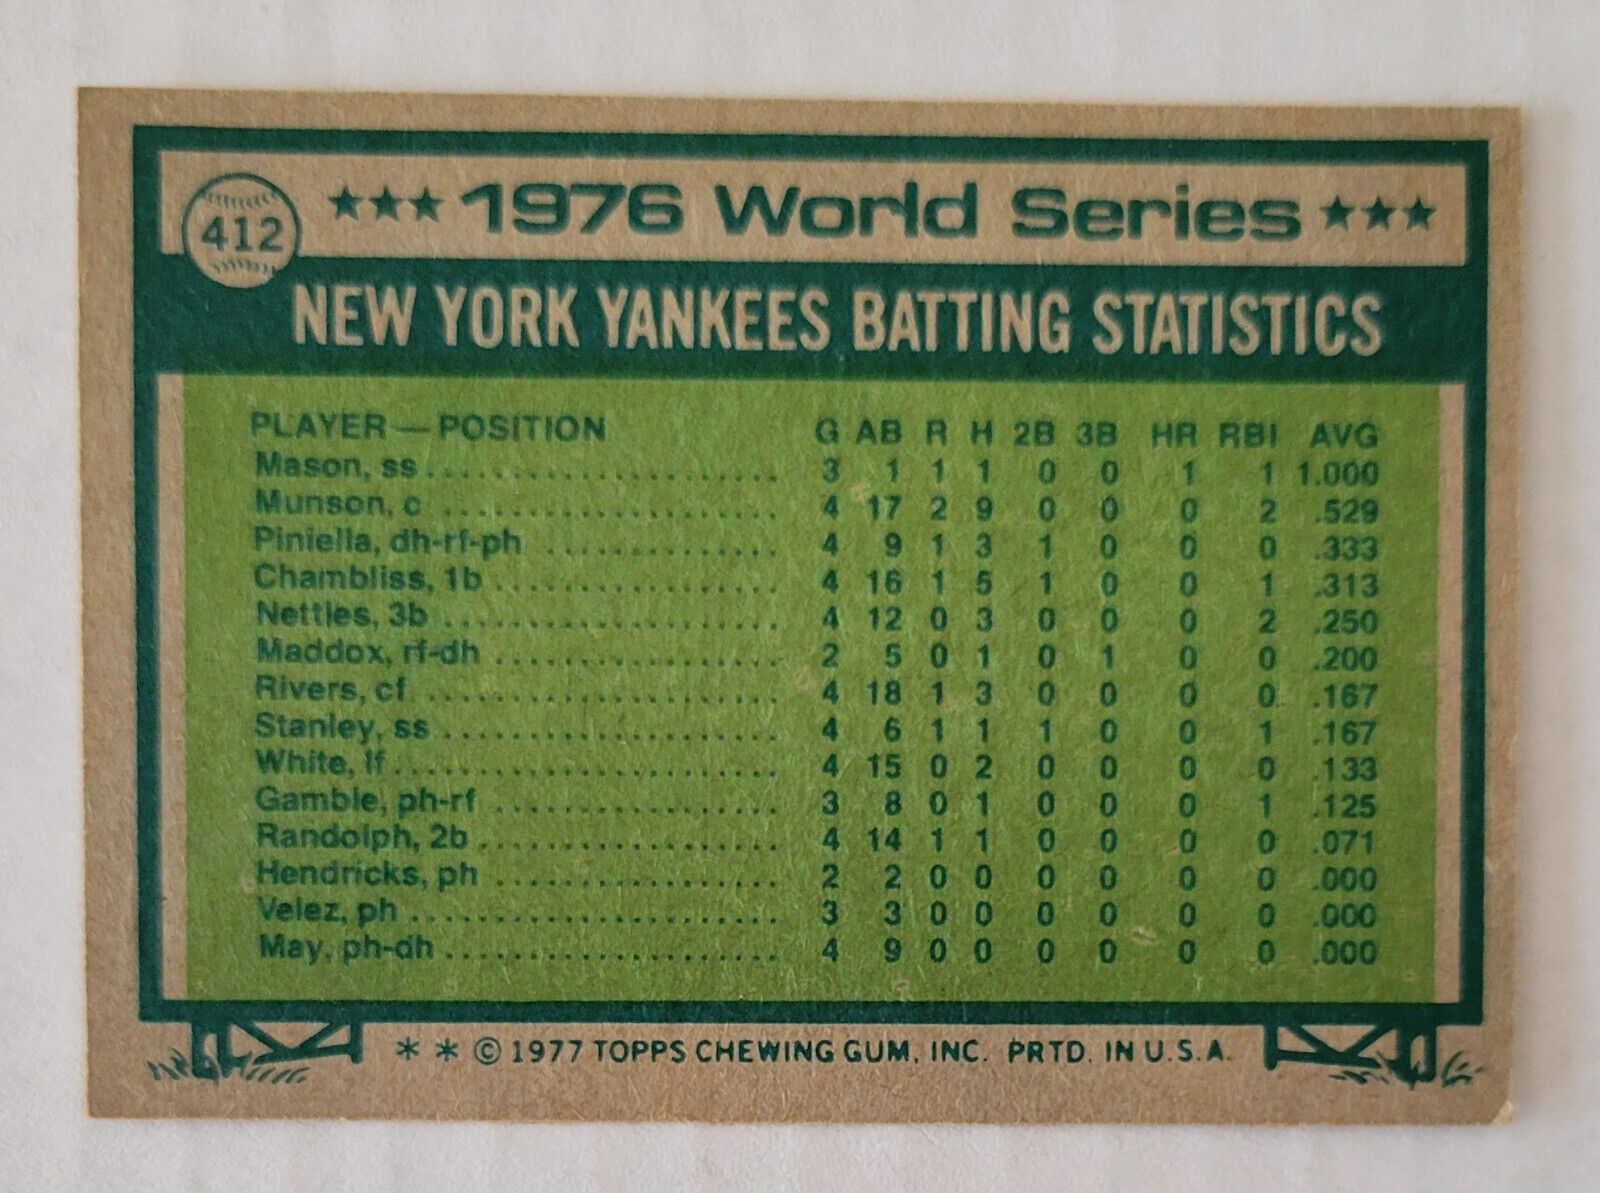 412
★★★ 1976 World Series ★★★
NEW YORK YANKEES BATTING STATISTICS
PLAYER—POSITION G AB R H 2B 3B HR RBI AVG
Mason, ss 3 1 1 1 0 0 1 1 1.000
Munson, c 4 17 2 9 0 0 0 2 .529
Piniella, dh-rf-ph 4 9 1 3 1 0 0 0 .333
Chambliss, 1b 4 16 1 5 1 0 0 1 .313
Nettles, 3b 4 12 0 3 0 0 0 2 .250
Maddox, rf-dh 2 5 0 1 0 1 0 0 .200
Rivers, cf 4 18 1 3 0 0 0 0 .167
Stanley, ss 4 6 1 1 1 0 0 1 .167
White, lf 4 15 0 2 0 0 0 0 .133
Gamble, ph-rf 3 8 0 1 0 0 0 1 .125
Randolph, 2b 4 14 1 1 0 0 0 0 .071
Hendricks, ph 2 2 0 0 0 0 0 0 .000
Velez, ph 3 3 0 0 0 0 0 0 .000
May, ph-dh 4 9 0 0 0 0 0 0 .000
* * © 1977 TOPPS CHEWING GUM, INC. PRTD. IN U.S.A.